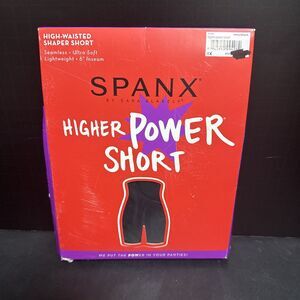 HIGH-WAISTED
SHAPER SHORT
Seamless • Ultra Soft
Lightweight • 6" Inseam
SPANX®
BY SARA BLAKELY
HIGHER POWER
SHORT
WE PUT THE POWER IN YOUR PANTIES!